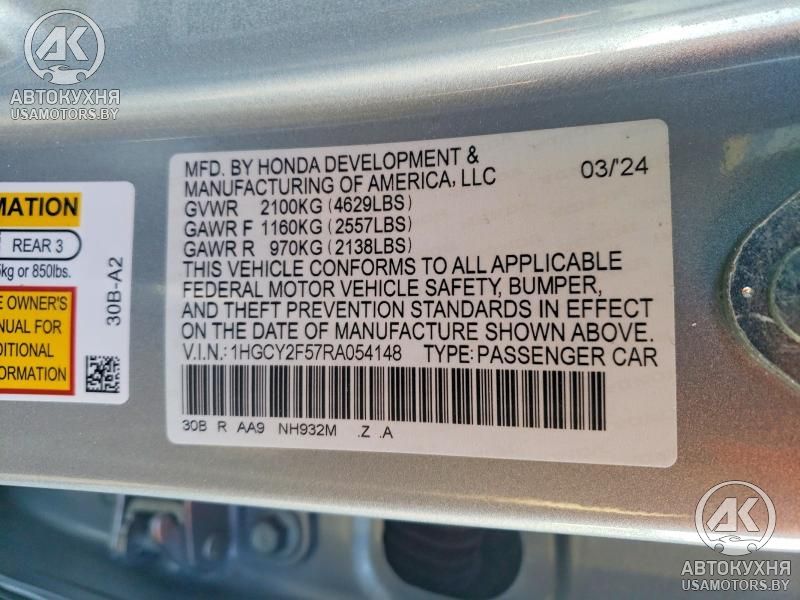 AK
АВТОКУХНЯ
USAMOTORS.BY
MFD. BY HONDA DEVELOPMENT &
MANUFACTURING OF AMERICA, LLC
03/'24
GVWR 2100KG (4629LBS)
GAWR F 1160KG (2557LBS)
GAWR R 970KG (2138LBS)
THIS VEHICLE CONFORMS TO ALL APPLICABLE
FEDERAL MOTOR VEHICLE SAFETY, BUMPER,
AND THEFT PREVENTION STANDARDS IN EFFECT
ON THE DATE OF MANUFACTURE SHOWN ABOVE.
V.I.N.: 1HGCY2F57RA054148 TYPE: PASSENGER CAR
30B R AA9 NH932M .Z .A
MATION
REAR 3
kg or 850lbs.
30B-A2
OWNER'S
FOR
AK
АВТОКУХНЯ
USAMOTORS.BY